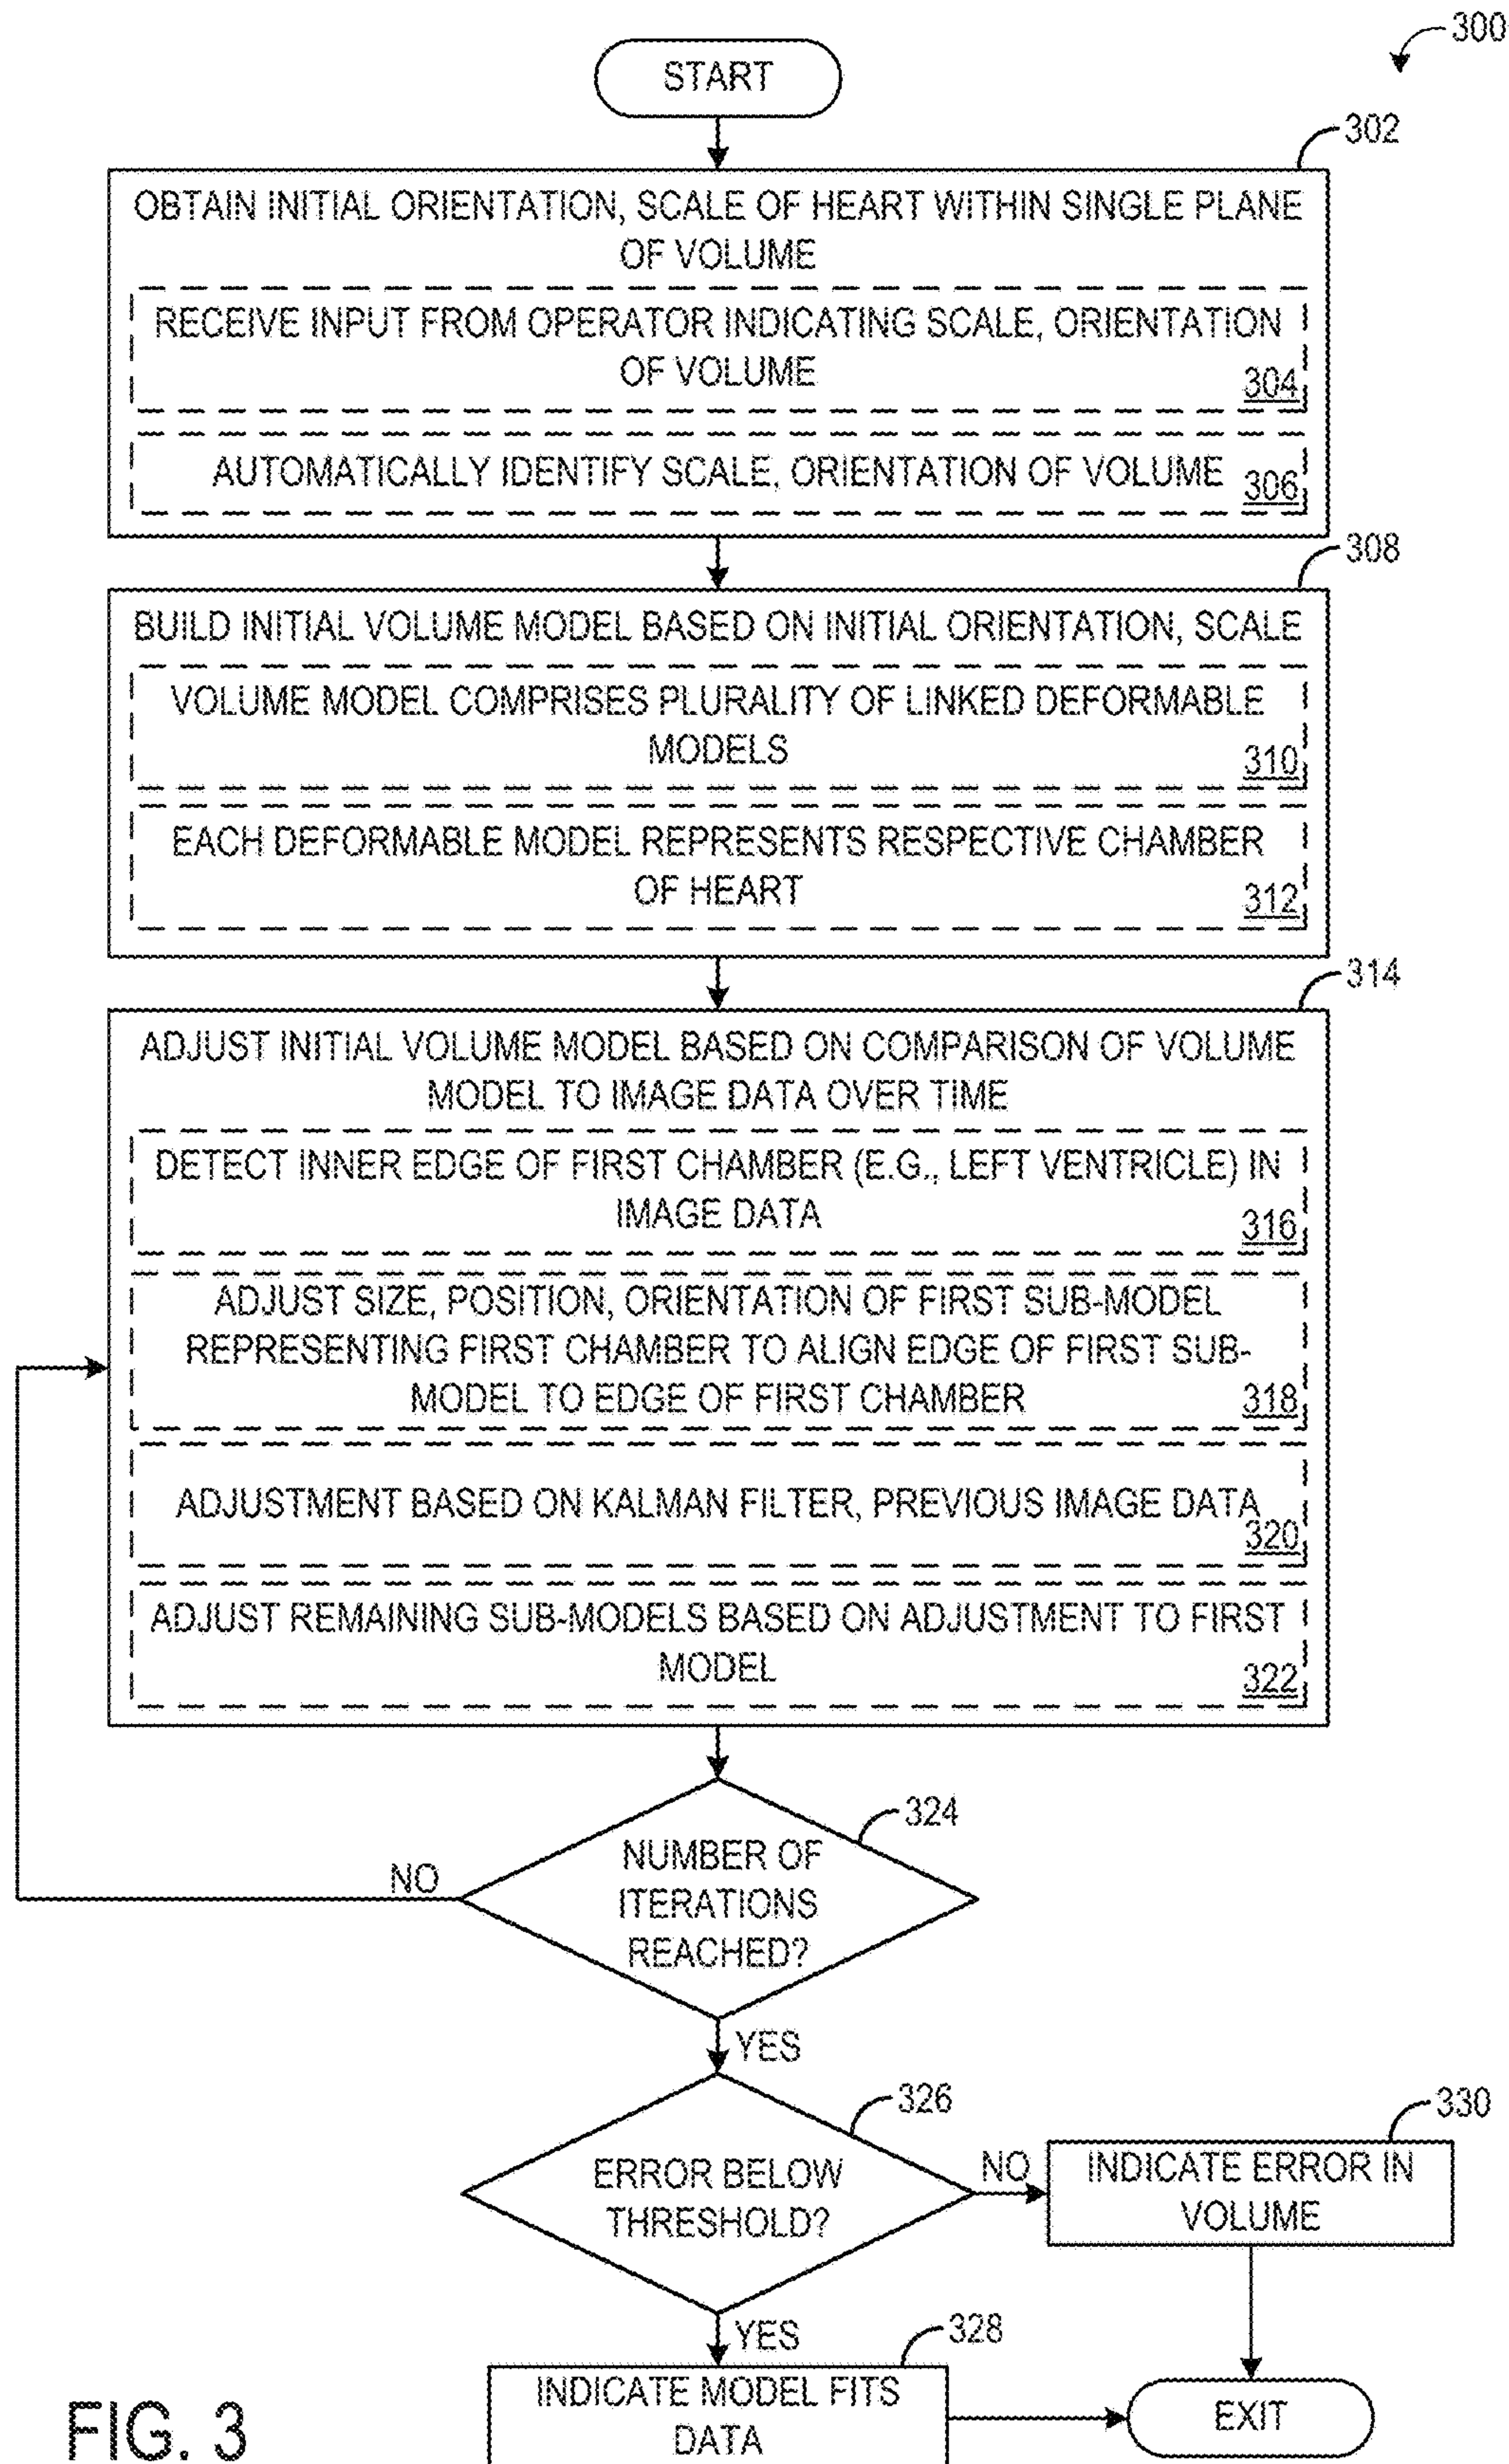 300
START
302
OBTAIN INITIAL ORIENTATION, SCALE OF HEART WITHIN SINGLE PLANE
OF VOLUME
RECEIVE INPUT FROM OPERATOR INDICATING SCALE, ORIENTATION
OF VOLUME
304
AUTOMATICALLY IDENTIFY SCALE, ORIENTATION OF VOLUME
306
308
BUILD INITIAL VOLUME MODEL BASED ON INITIAL ORIENTATION, SCALE
VOLUME MODEL COMPRISES PLURALITY OF LINKED DEFORMABLE
MODELS
310
EACH DEFORMABLE MODEL REPRESENTS RESPECTIVE CHAMBER
OF HEART
312
314
ADJUST INITIAL VOLUME MODEL BASED ON COMPARISON OF VOLUME
MODEL TO IMAGE DATA OVER TIME
DETECT INNER EDGE OF FIRST CHAMBER (E.G., LEFT VENTRICLE) IN
IMAGE DATA
316
ADJUST SIZE, POSITION, ORIENTATION OF FIRST SUB-MODEL
REPRESENTING FIRST CHAMBER TO ALIGN EDGE OF FIRST SUB-
MODEL TO EDGE OF FIRST CHAMBER
318
ADJUSTMENT BASED ON KALMAN FILTER, PREVIOUS IMAGE DATA
320
ADJUST REMAINING SUB-MODELS BASED ON ADJUSTMENT TO FIRST
MODEL
322
324
NUMBER OF
ITERATIONS
REACHED?
NO
YES
326
ERROR BELOW
THRESHOLD?
NO
330
INDICATE ERROR IN
VOLUME
YES
328
INDICATE MODEL FITS
DATA
EXIT
FIG. 3